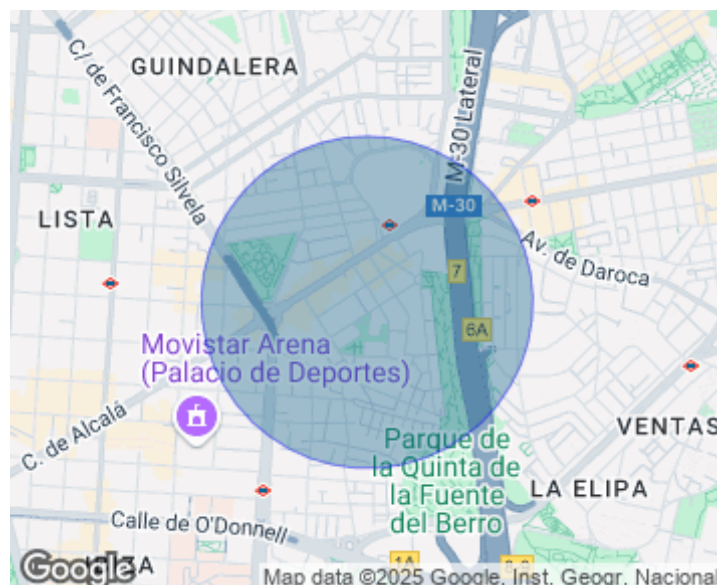 C/ de Francisco Silvela
GUINDALERA
M-30 Lateral
LISTA
M-30
Av. de Daroca
7
6A
Movistar Arena
(Palacio de Deportes)
C. de Alcalá
VENTAS
Parque de
la Quinta de
la Fuente
del Berro
LA ELIPA
Calle de O'Donnell
1A
Google
Map data ©2025 Google, Inst. Geogr. Nacional